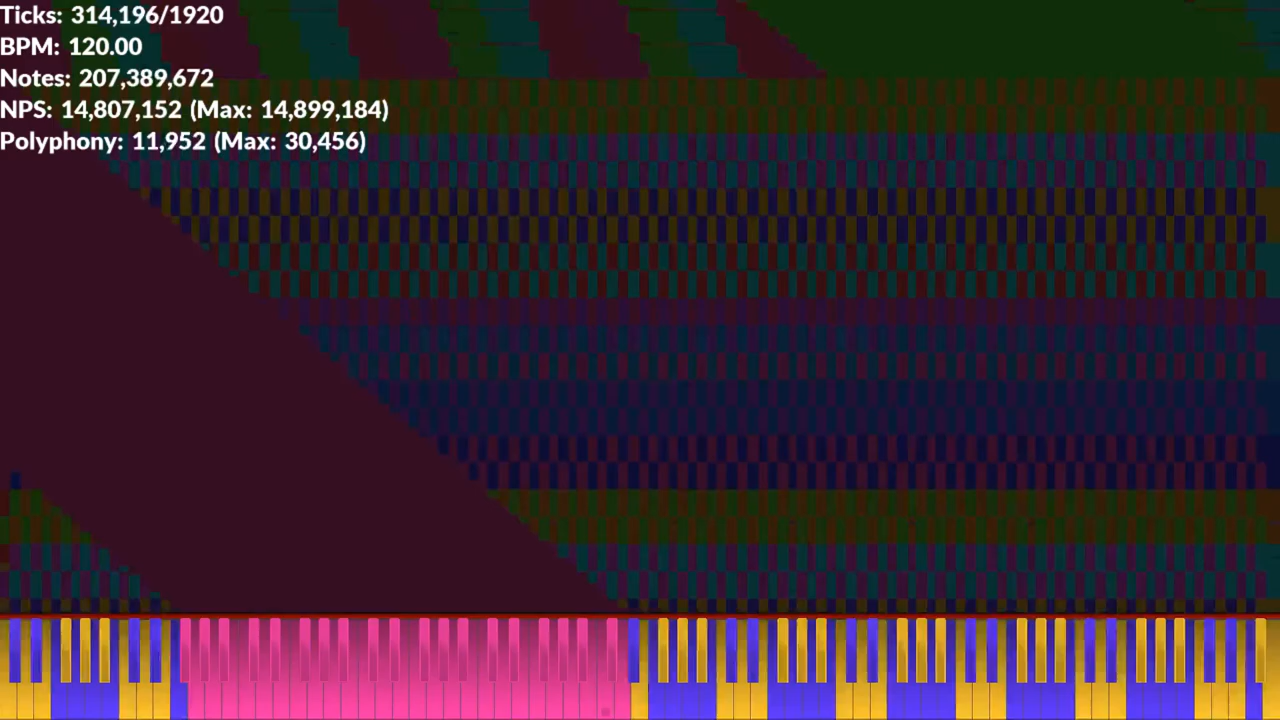 Ticks: 314,196/1920
BPM: 120.00
Notes: 207,389,672
NPS: 14,807,152 (Max: 14,899,184)
Polyphony: 11,952 (Max: 30,456)